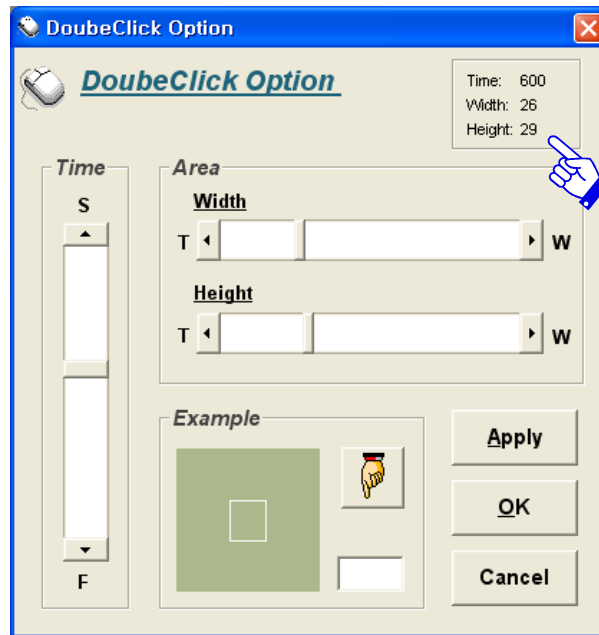 DoubeClick Option
DoubeClick Option
Time: 600
Width: 26
Height: 29
Time
S
F
Area
Width
T
W
Height
T
W
Example
Apply
OK
Cancel